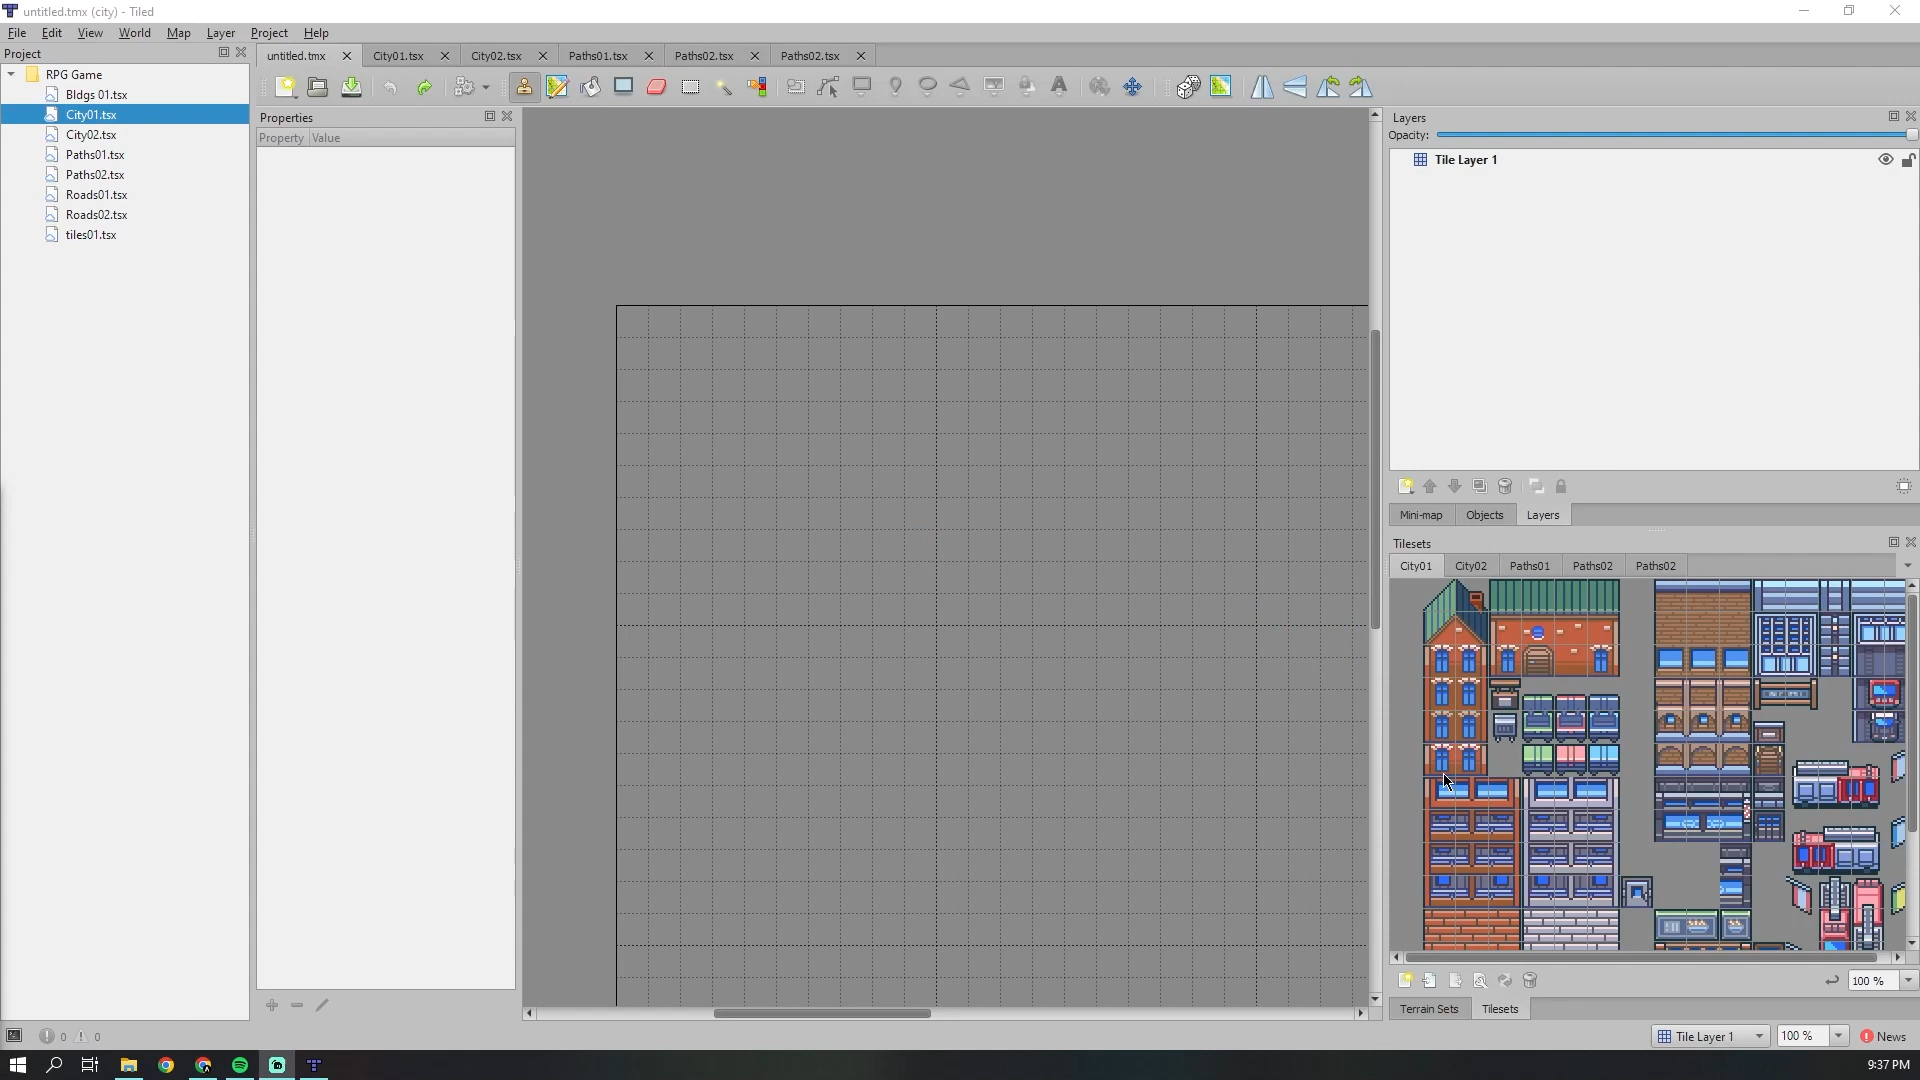 untitled.tmx (city) - Tiled
File Edit View World Map Layer Project Help
Project
RPG Game
Bldgs 01.tsx
City01.tsx
City02.tsx
Paths01.tsx
Paths02.tsx
Roads01.tsx
Roads02.tsx
tiles01.tsx
untitled.tmx City01.tsx City02.tsx Paths01.tsx Paths02.tsx Paths02.tsx
Properties
Property Value
Layers
Opacity:
Tile Layer 1
Mini-map Objects Layers
Tilesets
City01 City02 Paths01 Paths02 Paths02
100 %
Terrain Sets Tilesets
0 0
Tile Layer 1 100 % News
9:37 PM